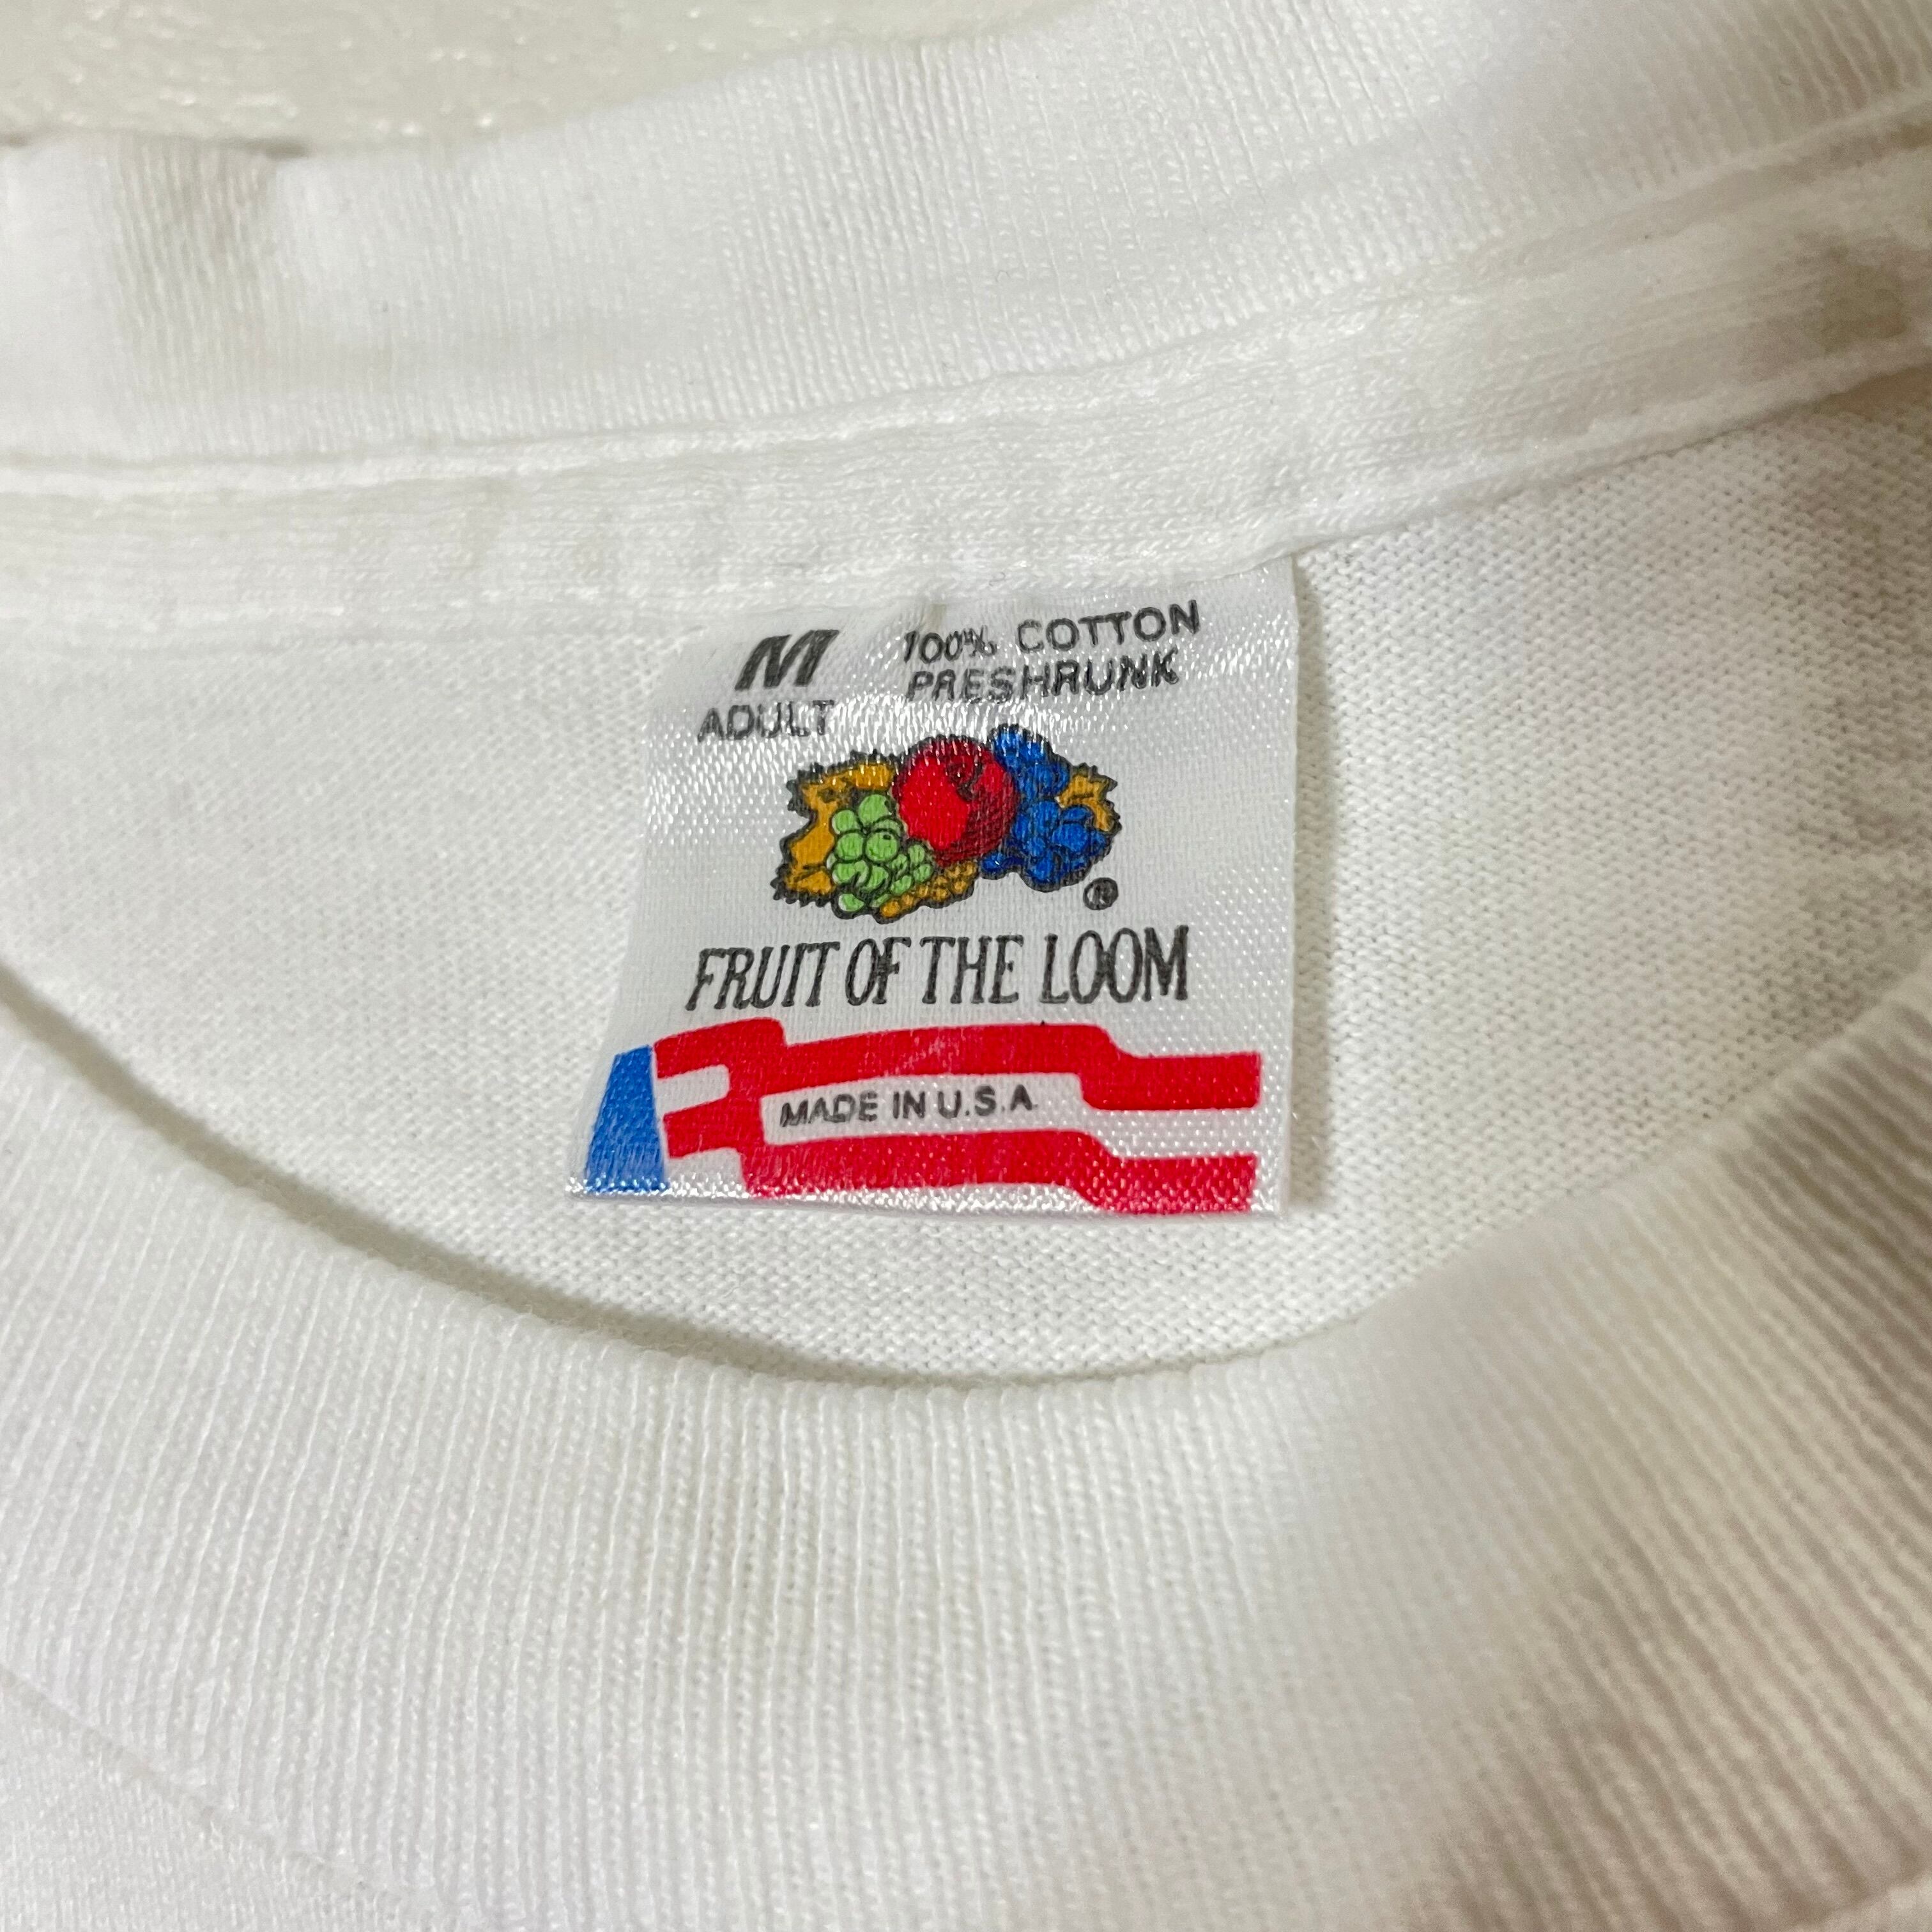 M
ADULT
100% COTTON
PRESHRUNK
®
FRUIT OF THE LOOM
MADE IN U.S.A.